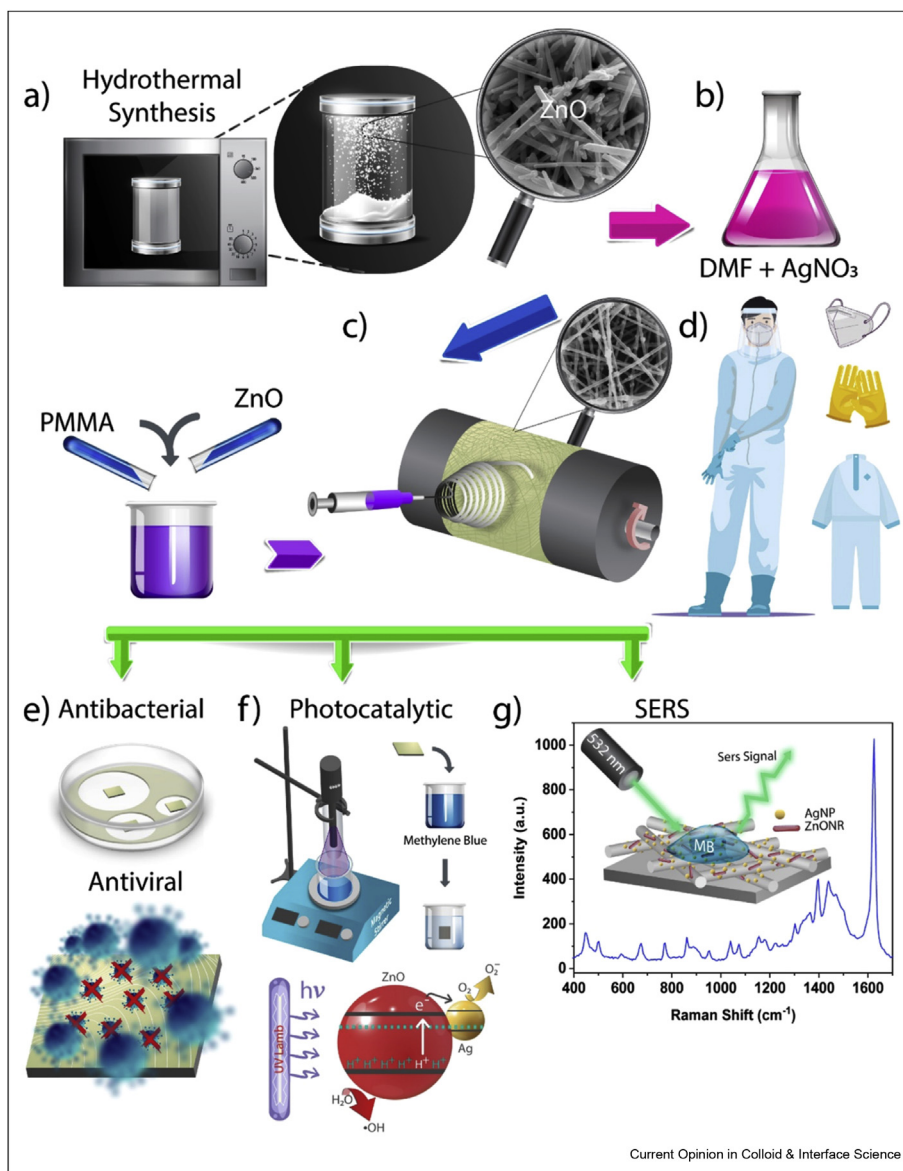 a)
Hydrothermal
Synthesis
ZnO
b)
DMF + AgNO₃
c)
d)
PMMA
ZnO
e) Antibacterial
Antiviral
f) Photocatalytic
Methylene Blue
Magnetic
Stirrer
UV Lamb
hν
ZnO
e⁻
O₂
O₂⁻
Ag
H⁺ H⁺ H⁺ H⁺ H⁺ H⁺
H₂O
•OH
g) SERS
532 nm
Sers Signal
AgNP
ZnONR
MB
Intensity (a.u.)
1000
800
600
400
200
0
400 600 800 1000 1200 1400 1600
Raman Shift (cm⁻¹)
Current Opinion in Colloid & Interface Science